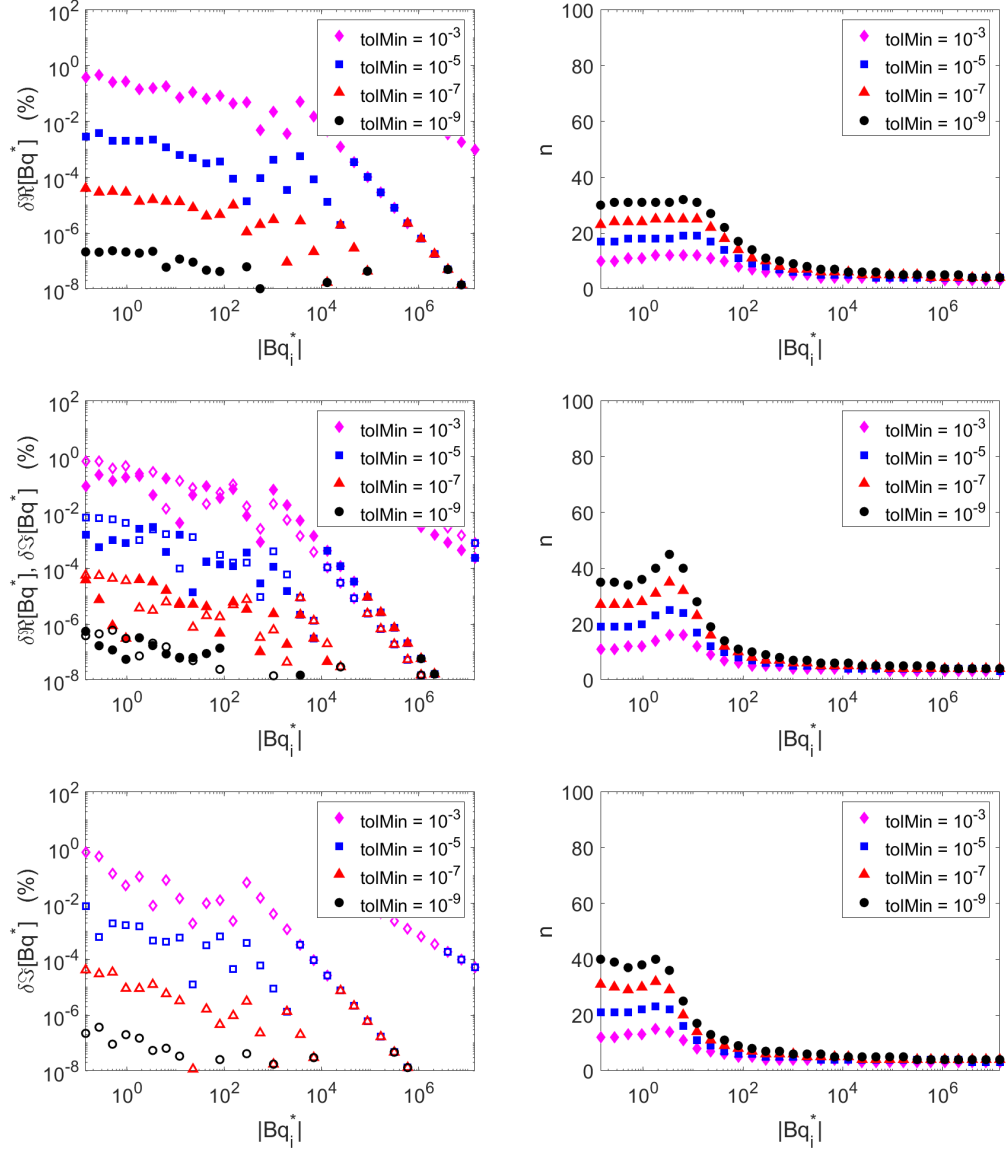 10^2
10^0
10^-2
10^-4
10^-6
10^-8
δℜ[Bq^*] (%)
10^0
10^2
10^4
10^6
|Bq_i^*|
tolMin = 10^-3
tolMin = 10^-5
tolMin = 10^-7
tolMin = 10^-9
100
80
60
40
20
0
n
10^0
10^2
10^4
10^6
|Bq_i^*|
tolMin = 10^-3
tolMin = 10^-5
tolMin = 10^-7
tolMin = 10^-9
10^2
10^0
10^-2
10^-4
10^-6
10^-8
δℜ[Bq^*], δℑ[Bq^*] (%)
10^0
10^2
10^4
10^6
|Bq_i^*|
tolMin = 10^-3
tolMin = 10^-5
tolMin = 10^-7
tolMin = 10^-9
100
80
60
40
20
0
n
10^0
10^2
10^4
10^6
|Bq_i^*|
tolMin = 10^-3
tolMin = 10^-5
tolMin = 10^-7
tolMin = 10^-9
10^2
10^0
10^-2
10^-4
10^-6
10^-8
δℑ[Bq^*] (%)
10^0
10^2
10^4
10^6
|Bq_i^*|
tolMin = 10^-3
tolMin = 10^-5
tolMin = 10^-7
tolMin = 10^-9
100
80
60
40
20
0
n
10^0
10^2
10^4
10^6
|Bq_i^*|
tolMin = 10^-3
tolMin = 10^-5
tolMin = 10^-7
tolMin = 10^-9